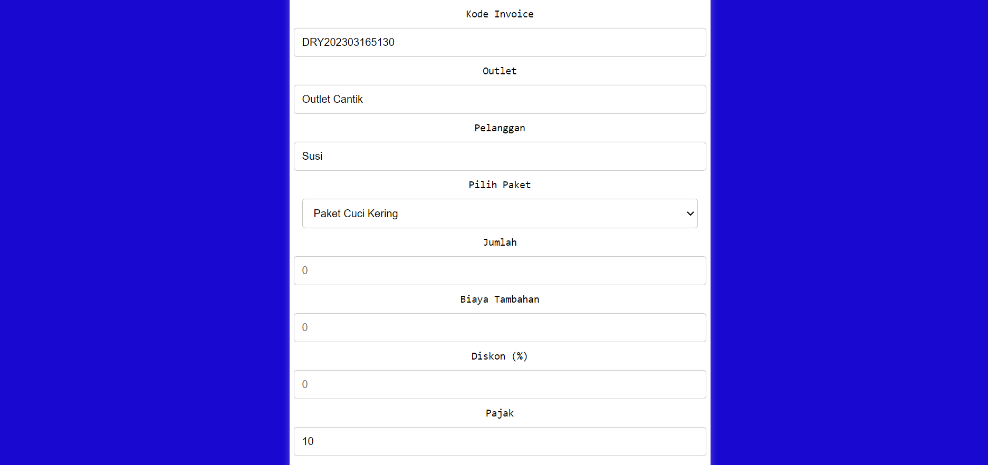 Kode Invoice
DRY202303165130
Outlet
Outlet Cantik
Pelanggan
Susi
Pilih Paket
Paket Cuci Kering
Jumlah
0
Biaya Tambahan
0
Diskon (%)
0
Pajak
10